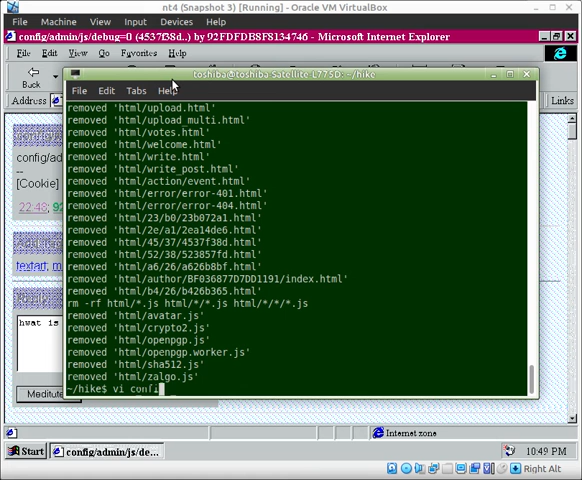 nt4 (Snapshot 3) [Running] - Oracle VM VirtualBox
File Machine View Input Devices Help
config/admin/js/debug=0 (4537f38d..) by 92FDFDB8F8134746 - Microsoft Internet Explorer
File Edit View Go Favorites Help
toshiba@toshiba-Satellite-L775D: ~/hike
Back
File Edit Tabs Help
Address
Links
removed 'html/upload.html'
removed 'html/upload_multi.html'
removed 'html/votes.html'
removed 'html/welcome.html'
removed 'html/write.html'
removed 'html/write_post.html'
removed 'html/action/event.html'
removed 'html/error/error-401.html'
removed 'html/error/error-404.html'
removed 'html/23/b0/23b072a1.html'
removed 'html/2e/a1/2ea14de6.html'
removed 'html/45/37/4537f38d.html'
removed 'html/52/38/523857fd.html'
removed 'html/a6/26/a626b8bf.html'
removed 'html/author/BF036877D7DD1191/index.html'
removed 'html/b4/26/b426b365.html'
rm -rf html/*.js html/*/*.js html/*/*/*.js
removed 'html/avatar.js'
removed 'html/crypto2.js'
removed 'html/openpgp.js'
removed 'html/openpgp.worker.js'
removed 'html/sha512.js'
removed 'html/zalgo.js'
~/hike$ vi confi
config/ad
--
[Cookie]
22:48;
textart;
hwat is
Meditute
Internet zone
Start
config/admin/js/de...
10:49 PM
Right Alt